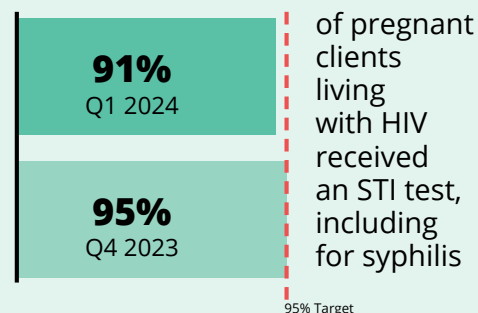 91%
Q1 2024
95%
Q4 2023
of pregnant
clients
living
with HIV
received
an STI test,
including
for syphilis
95% Target